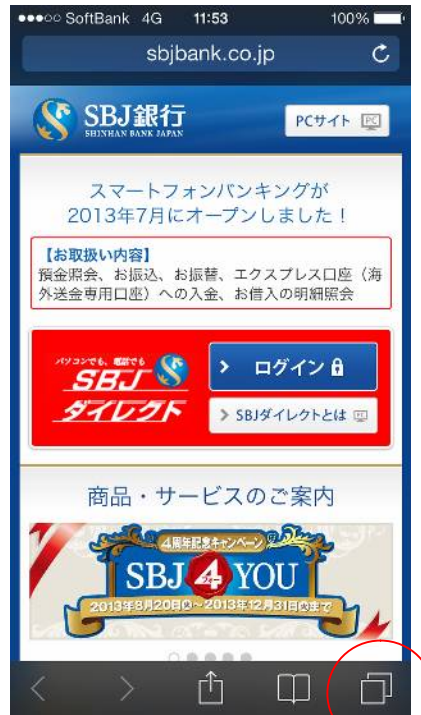 SoftBank 4G 11:53 100%
sbjbank.co.jp
SBJ銀行
SHINHAN BANK JAPAN
PCサイト PC
スマートフォンバンキングが
2013年7月にオープンしました!
【お取扱い内容】
預金照会、お振込、お振替、エクスプレス口座（海
外送金専用口座）への入金、お借入の明細照会
パソコンでも、電話でも
SBJ
ダイレクト
ログイン
SBJダイレクトとは
商品・サービスのご案内
4周年記念キャンペーン
SBJ 4 YOU
フォー
2013年8月20日㊋~2013年12月31日㊋まで